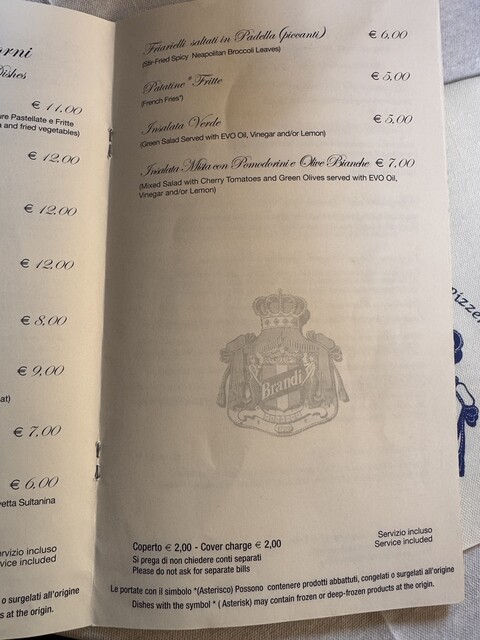 rni
Dishes
€ 11,00
ure Pastellate e Fritte
and fried vegetables)
€ 12,00
€ 12,00
€ 12,00
€ 8,00
€ 9,00
at)
€ 7,00
€ 6,00
etta Sultanina
ervizio incluso
vice included
o surgelati all'origine
s at the origin.
Friarielli saltati in Padella (piccanti) € 6,00
(Stir-Fried Spicy Neapolitan Broccoli Leaves)
Patatine* Fritte € 5,00
(French Fries*)
Insalata Verde € 5,00
(Green Salad Served with EVO Oil, Vinegar and/or Lemon)
Insalata Mista con Pomodorini e Olive Bianche € 7,00
(Mixed Salad with Cherry Tomatoes and Green Olives served with EVO Oil,
Vinegar and/or Lemon)
Brandi
Coperto € 2,00 - Cover charge € 2,00
Si prega di non chiedere conti separati
Please do not ask for separate bills
Servizio incluso
Service included
Le portate con il simbolo *(Asterisco) Possono contenere prodotti abbattuti, congelati o surgelati all'origine
Dishes with the symbol * ( Asterisk) may contain frozen or deep-frozen products at the origin.
Pizzer